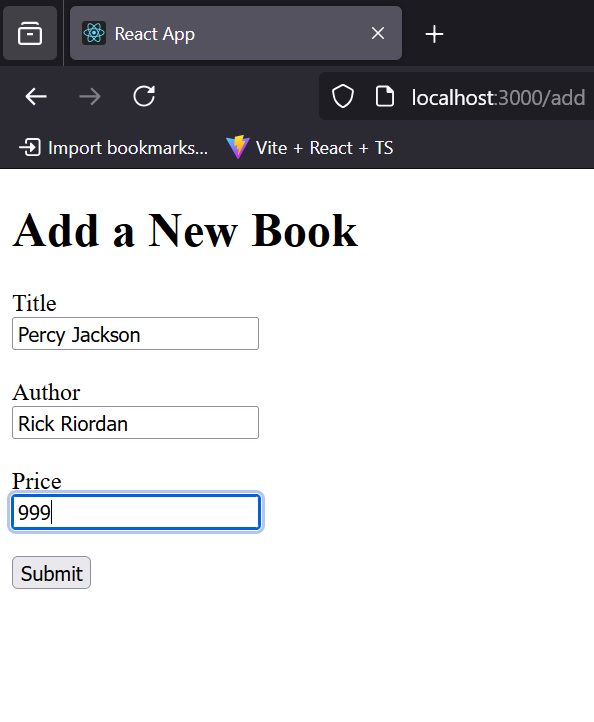 React App
localhost:3000/add
Import bookmarks... Vite + React + TS
Add a New Book
Title
Percy Jackson
Author
Rick Riordan
Price
999
Submit